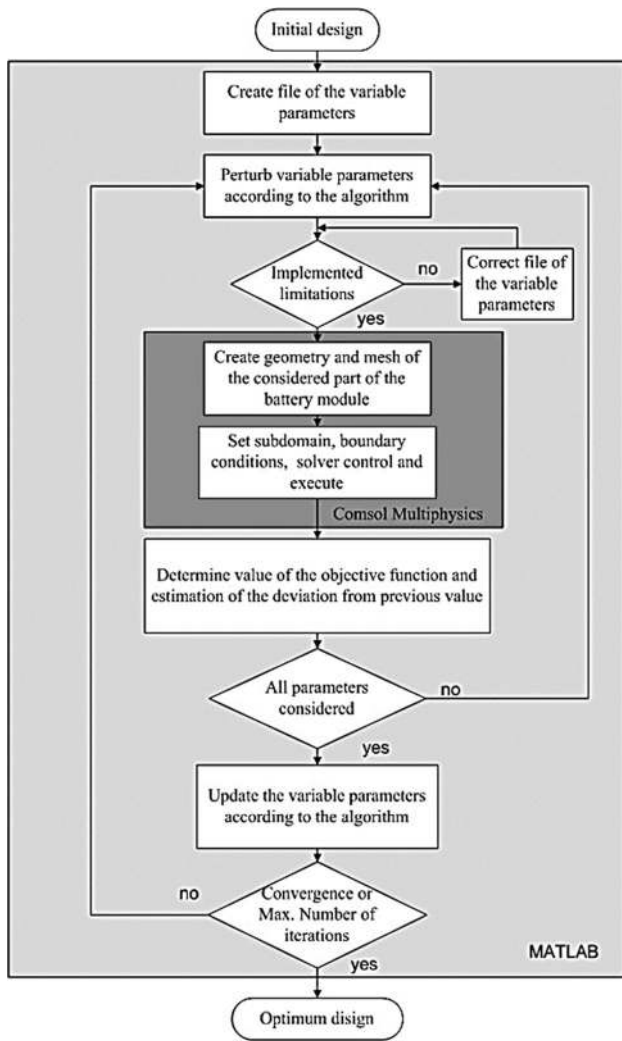 Initial design
Create file of the variable
parameters
Perturb variable parameters
according to the algorithm
Implemented
limitations
no
Correct file of
the variable
parameters
yes
Create geometry and mesh of
the considered part of the
battery module
Set subdomain, boundary
conditions, solver control and
execute
Comsol Multiphysics
Determine value of the objective function and
estimation of the deviation from previous value
All parameters
considered
no
yes
Update the variable parameters
according to the algorithm
no
Convergence or
Max. Number of
iterations
yes
MATLAB
Optimum disign